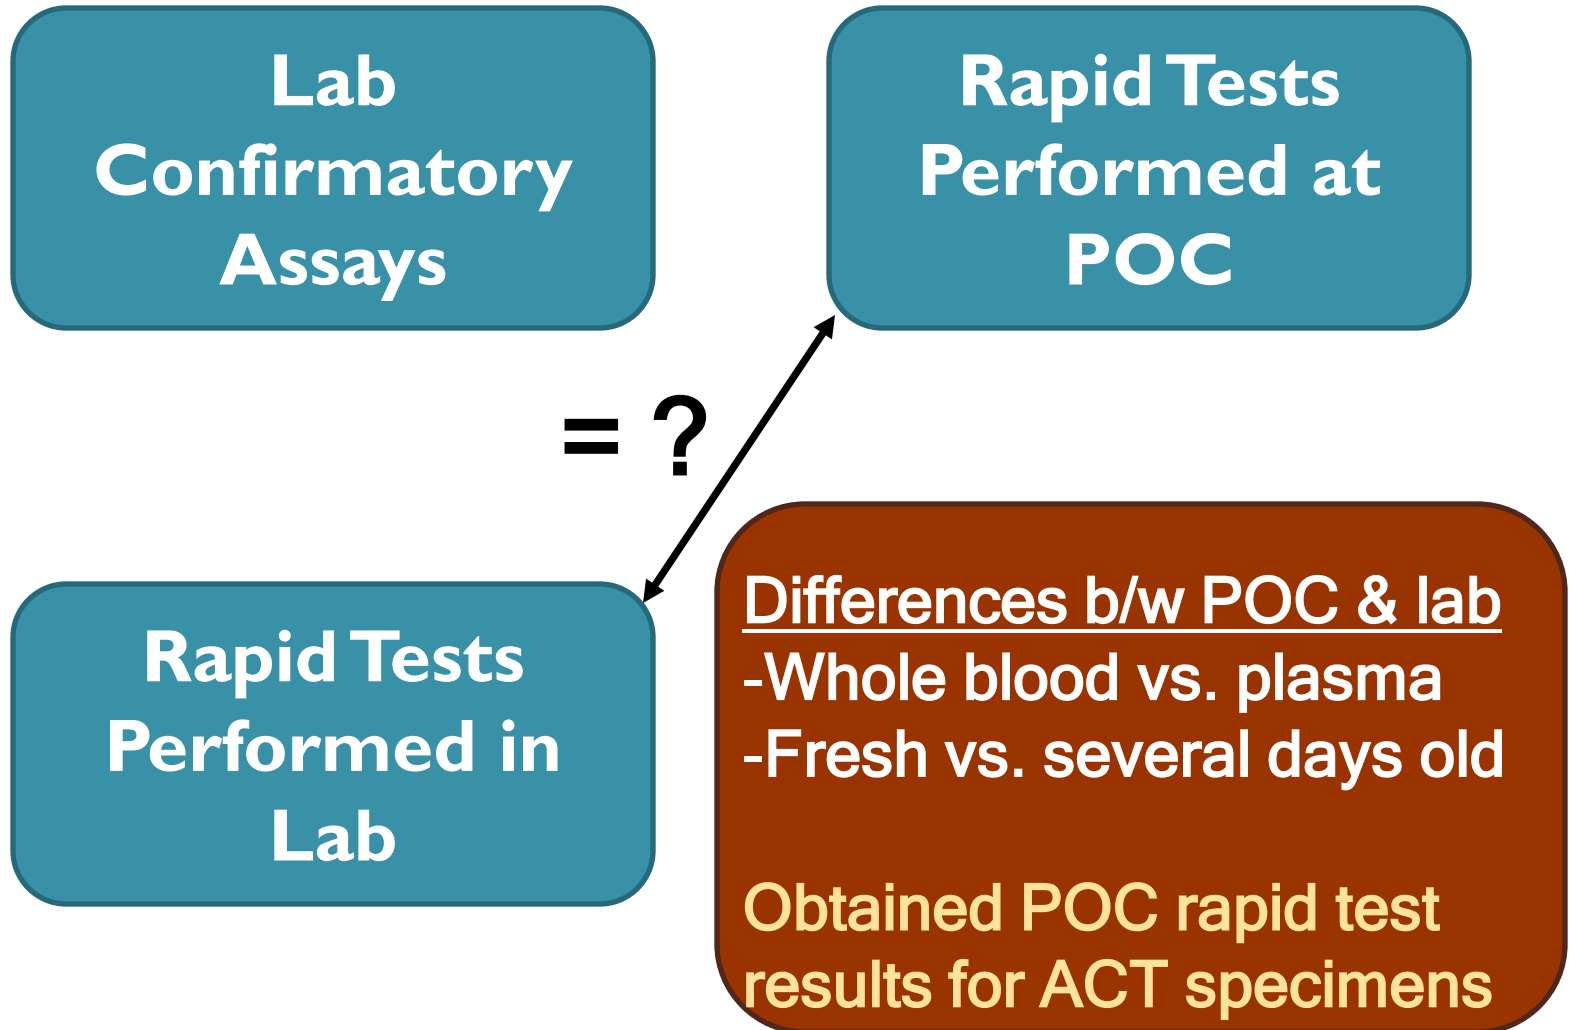 Lab
Confirmatory
Assays
Rapid Tests
Performed at
POC
= ?
Rapid Tests
Performed in
Lab
Differences b/w POC & lab
-Whole blood vs. plasma
-Fresh vs. several days old
Obtained POC rapid test
results for ACT specimens